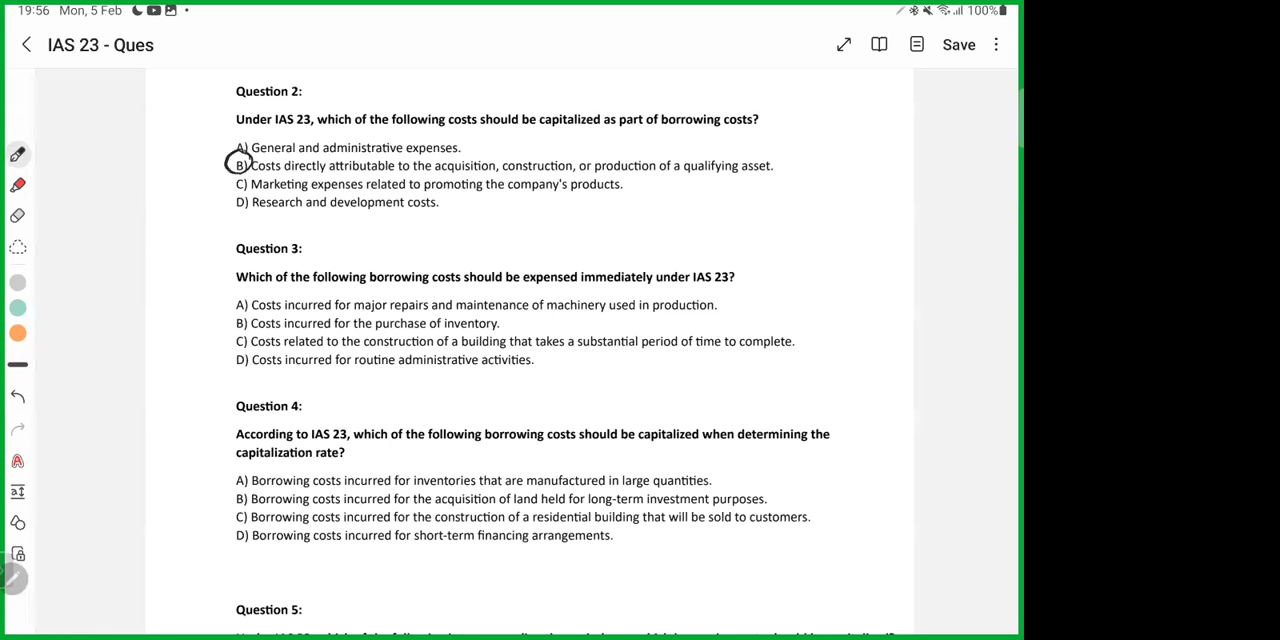 19:56 Mon, 5 Feb
100%
IAS 23 - Ques
Save
Question 2:
Under IAS 23, which of the following costs should be capitalized as part of borrowing costs?
A) General and administrative expenses.
B) Costs directly attributable to the acquisition, construction, or production of a qualifying asset.
C) Marketing expenses related to promoting the company's products.
D) Research and development costs.
Question 3:
Which of the following borrowing costs should be expensed immediately under IAS 23?
A) Costs incurred for major repairs and maintenance of machinery used in production.
B) Costs incurred for the purchase of inventory.
C) Costs related to the construction of a building that takes a substantial period of time to complete.
D) Costs incurred for routine administrative activities.
Question 4:
According to IAS 23, which of the following borrowing costs should be capitalized when determining the
capitalization rate?
A) Borrowing costs incurred for inventories that are manufactured in large quantities.
B) Borrowing costs incurred for the acquisition of land held for long-term investment purposes.
C) Borrowing costs incurred for the construction of a residential building that will be sold to customers.
D) Borrowing costs incurred for short-term financing arrangements.
Question 5: